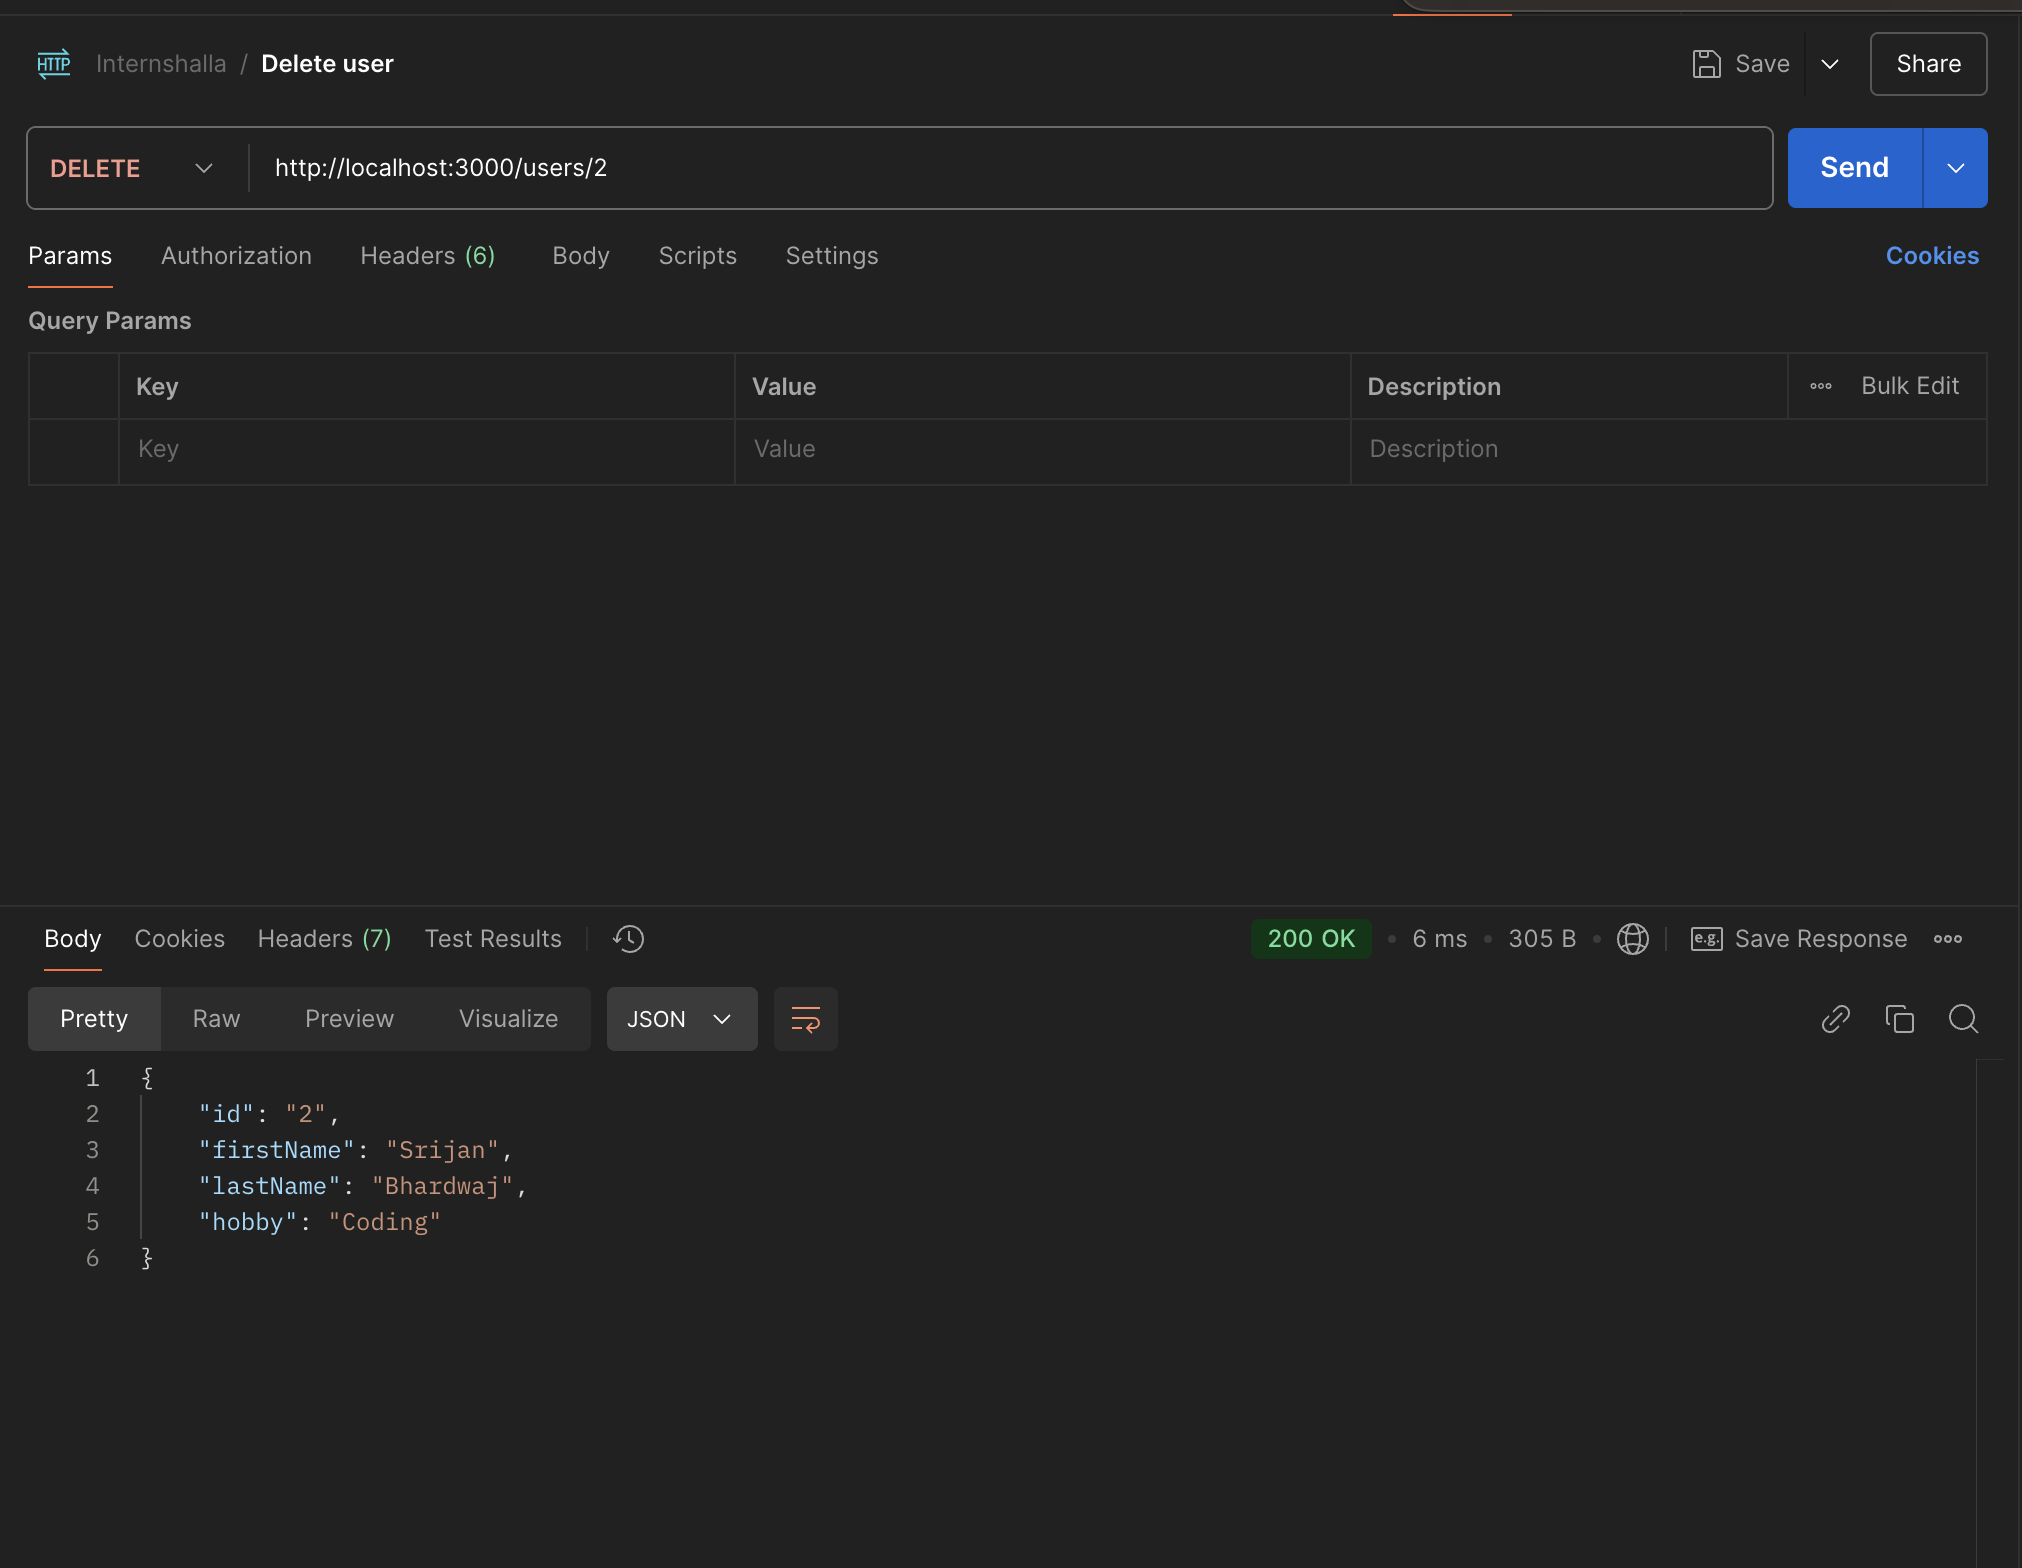 HTTP Internshalla / Delete user Save Share
DELETE http://localhost:3000/users/2 Send
Params Authorization Headers (6) Body Scripts Settings Cookies
Query Params
Key Value Description Bulk Edit
Key Value Description
Body Cookies Headers (7) Test Results 200 OK 6 ms 305 B e.g. Save Response
Pretty Raw Preview Visualize JSON
1 {
2 "id": "2",
3 "firstName": "Srijan",
4 "lastName": "Bhardwaj",
5 "hobby": "Coding"
6 }